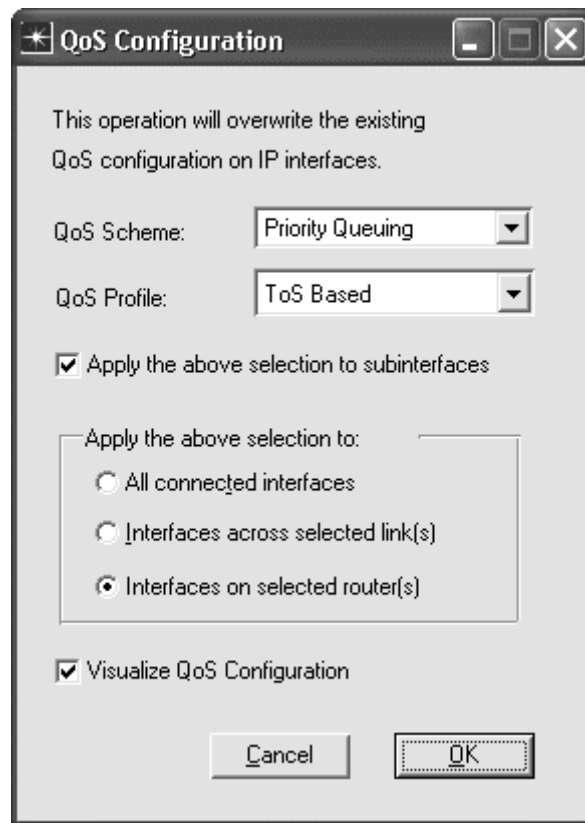 QoS Configuration
This operation will overwrite the existing
QoS configuration on IP interfaces.
QoS Scheme: Priority Queuing
QoS Profile: ToS Based
Apply the above selection to subinterfaces
Apply the above selection to:
All connected interfaces
Interfaces across selected link(s)
Interfaces on selected router(s)
Visualize QoS Configuration
Cancel OK